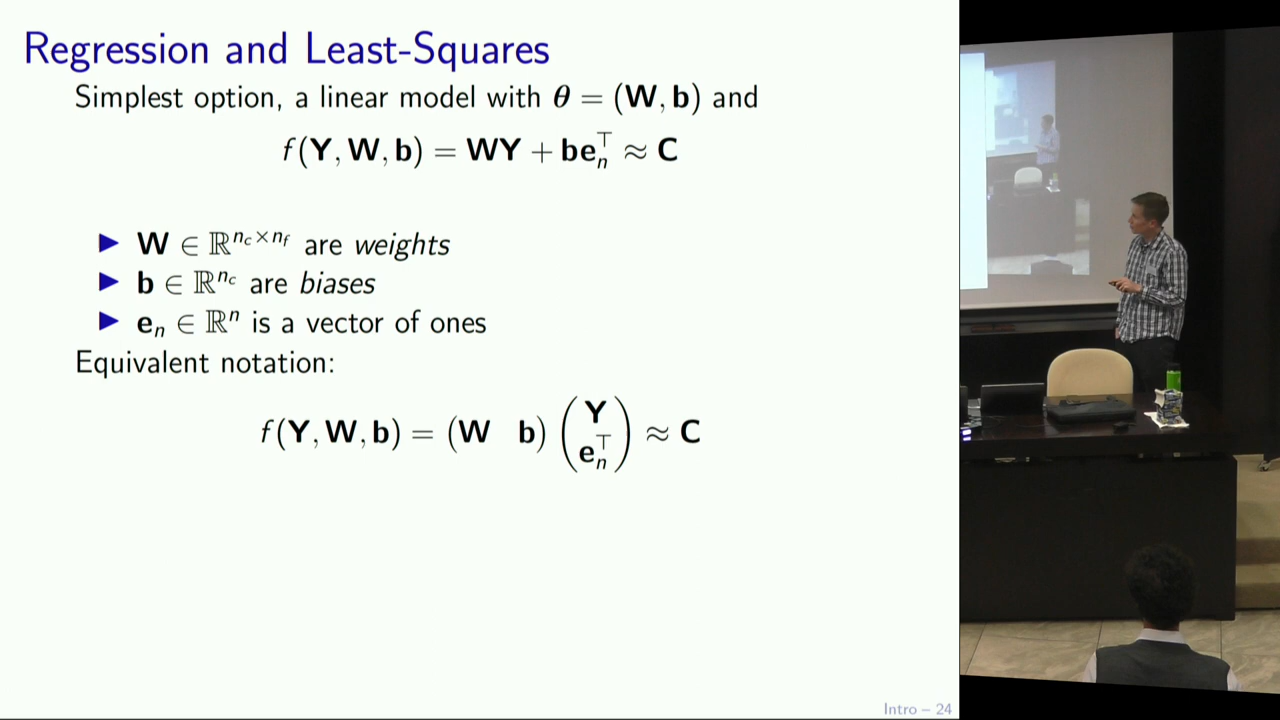 Regression and Least-Squares
Simplest option, a linear model with θ = (W, b) and
f(Y, W, b) = WY + be_n^⊤ ≈ C
▶ W ∈ ℝ^{n_c×n_f} are weights
▶ b ∈ ℝ^{n_c} are biases
▶ e_n ∈ ℝ^n is a vector of ones
Equivalent notation:
f(Y, W, b) = (W b) (Y e_n^⊤) ≈ C
Intro – 24